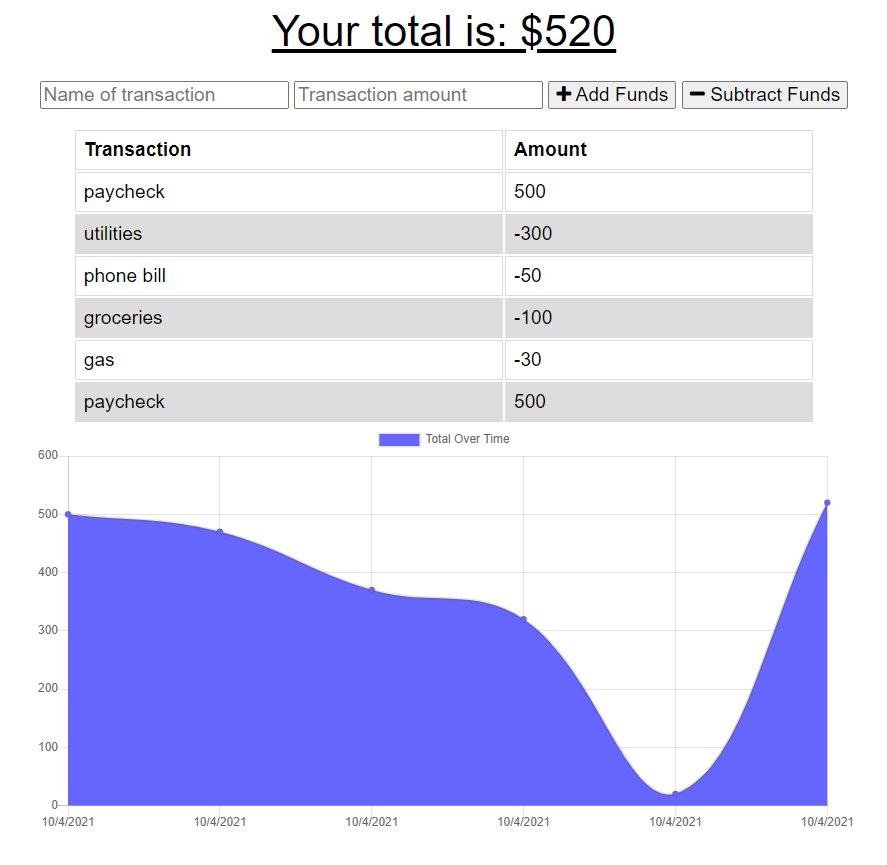 Your total is: $520
Name of transaction Transaction amount Add Funds Subtract Funds
Transaction Amount
paycheck 500
utilities -300
phone bill -50
groceries -100
gas -30
paycheck 500
Total Over Time
600
500
400
300
200
100
0
10/4/2021 10/4/2021 10/4/2021 10/4/2021 10/4/2021 10/4/2021